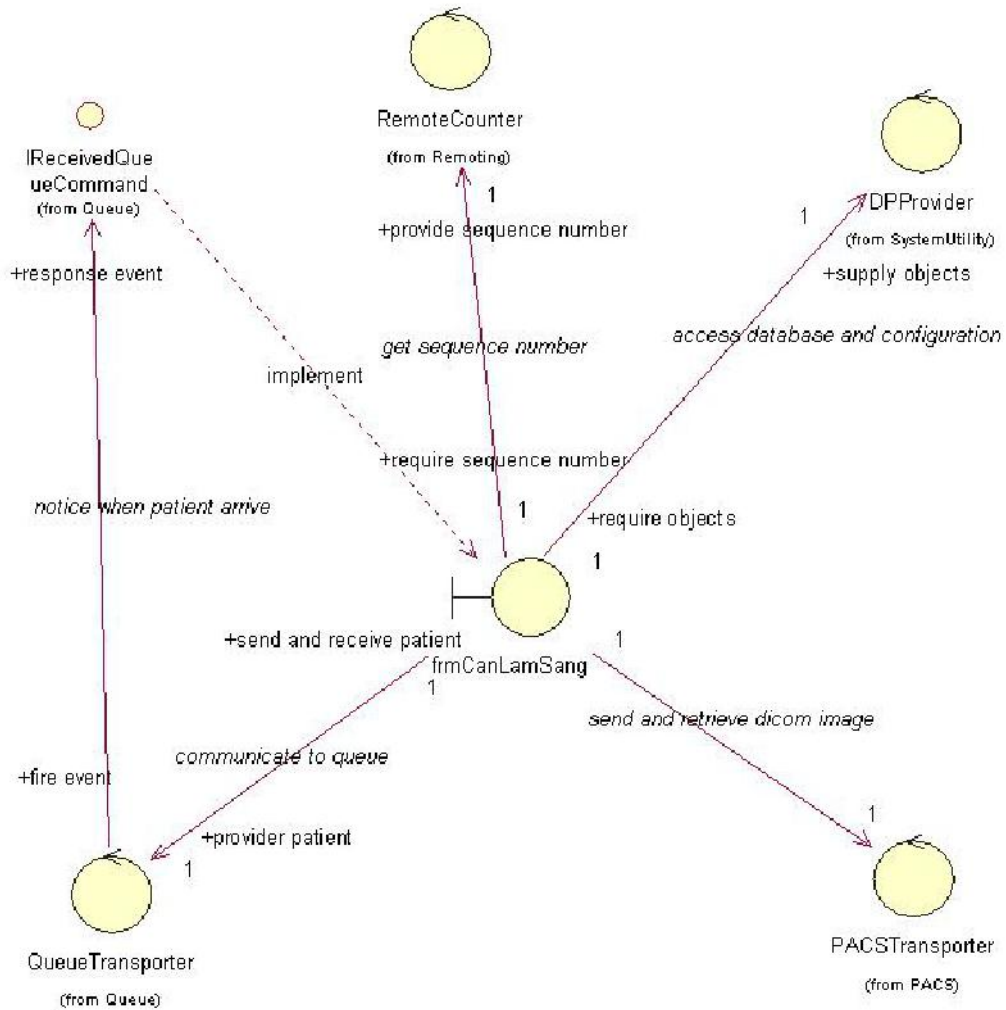 RemoteCounter
(from Remoting)
IReceivedQue
ueCommand
(from Queue)
DPProvider
(from SystemUtility)
1
+provide sequence number
1
+supply objects
+response event
get sequence number
access database and configuration
implement
+require sequence number
1
+require objects
1
notice when patient arrive
+send and receive patient
1
frmCanLamSang
1
send and retrieve dicom image
communicate to queue
+fire event
+provider patient
1
1
QueueTransporter
(from Queue)
PACSTransporter
(from PACS)